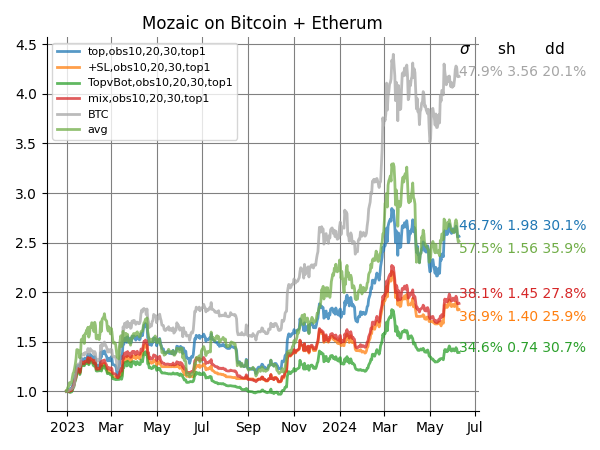 Mozaic on Bitcoin + Etherum
σ sh dd
top,obs10,20,30,top1
+SL,obs10,20,30,top1
TopvBot,obs10,20,30,top1
mix,obs10,20,30,top1
BTC
avg
47.9% 3.56 20.1%
46.7% 1.98 30.1%
57.5% 1.56 35.9%
38.1% 1.45 27.8%
36.9% 1.40 25.9%
34.6% 0.74 30.7%
4.5
4.0
3.5
3.0
2.5
2.0
1.5
1.0
2023 Mar May Jul Sep Nov 2024 Mar May Jul